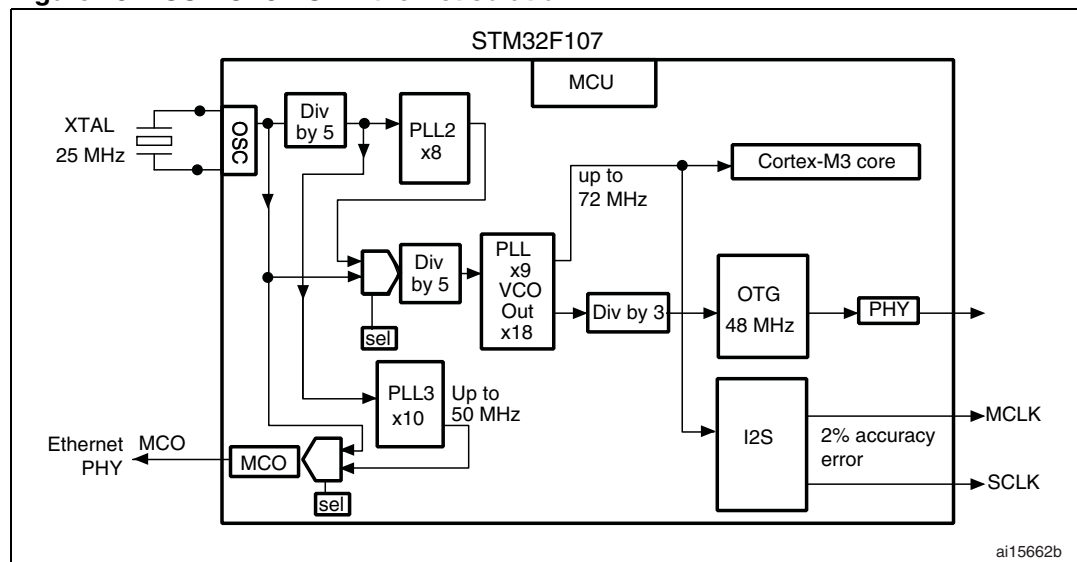 STM32F107
MCU
XTAL
25 MHz
OSC
Div
by 5
PLL2
x8
Cortex-M3 core
up to
72 MHz
Div
by 5
PLL
x9
VCO
Out
x18
sel
Div by 3
OTG
48 MHz
PHY
PLL3
x10
Up to
50 MHz
Ethernet
PHY
MCO
MCO
sel
I2S
2% accuracy
error
MCLK
SCLK
ai15662b